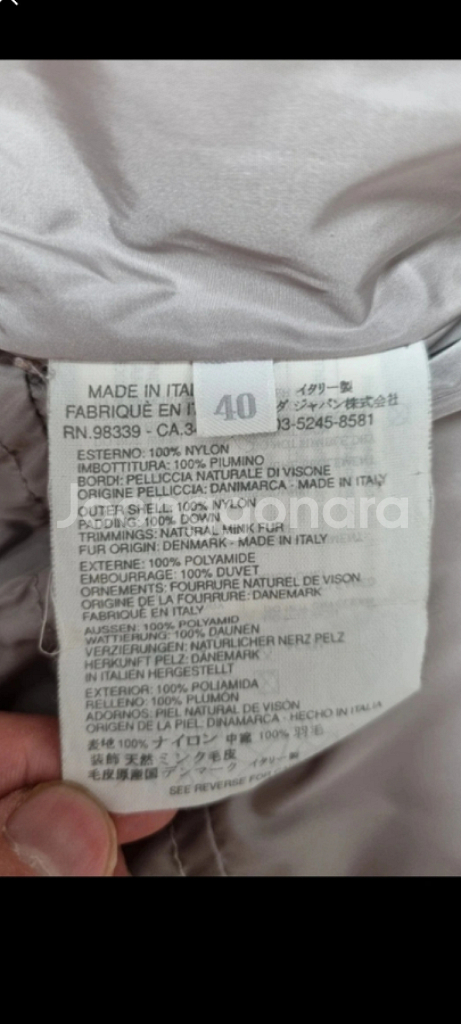 MADE IN ITAL
イタリー製
FABRIQUÈ EN IT
ダ ジャパン株式会社
RN.98339 - CA.3
03-5245-8581
40
ESTERNO: 100% NYLON
IMBOTTITURA: 100% PIUMINO
BORDI: PELLICCIA NATURALE DI VISONE
ORIGINE PELLICCIA: DANIMARCA - MADE IN ITALY
OUTER SHELL: 100% NYLON
PADDING: 100% DOWN
TRIMMINGS: NATURAL MINK FUR
FUR ORIGIN: DENMARK - MADE IN ITALY
EXTERNE: 100% POLYAMIDE
EMBOURRAGE: 100% DUVET
ORNEMENTS: FOURRURE NATUREL DE VISON
ORIGINE DE LA FOURRURE: DANEMARK
FABRIQUÉ EN ITALY
AUSSEN: 100% POLYAMID
WATTIERUNG: 100% DAUNEN
VERZIERUNGEN: NATÜRLICHER NERZ PELZ
HERKUNFT PELZ: DÄNEMARK
IN ITALIEN HERGESTELLT
EXTERIOR: 100% POLIAMIDA
RELLENO: 100% PLUMÓN
ADORNOS: PIEL NATURAL DE VISÓN
ORIGEN DE LA PIEL: DINAMARCA - HECHO IN ITALIA
表地 100% ナイロン 中綿 100% 羽毛
装飾 天然 ミンク毛皮
毛皮原産国 デンマーク イタリー製
SEE REVERSE FOR